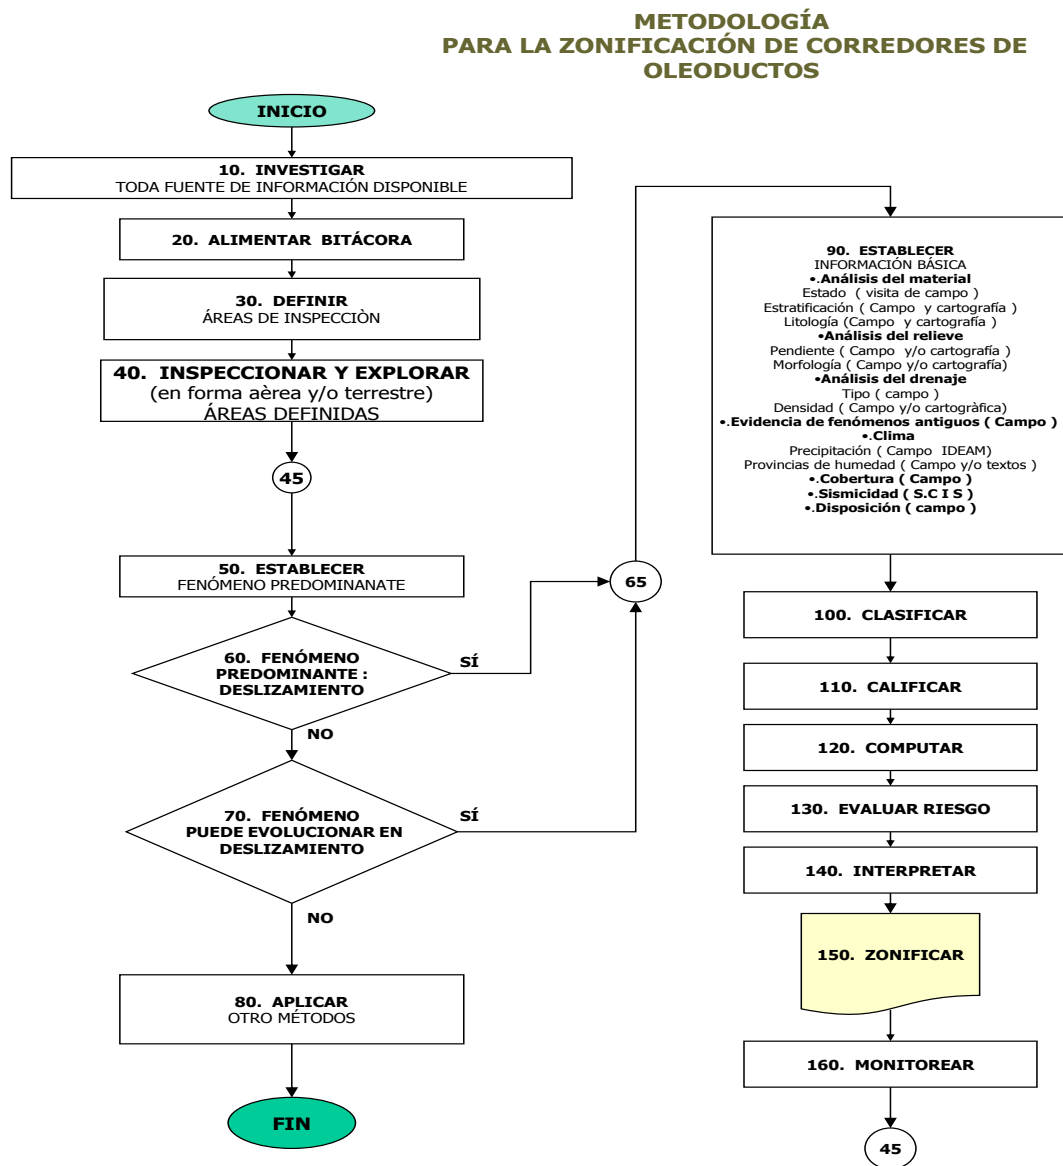 METODOLOGÍA
PARA LA ZONIFICACIÓN DE CORREDORES DE
OLEODUCTOS
INICIO
10. INVESTIGAR
TODA FUENTE DE INFORMACIÓN DISPONIBLE
20. ALIMENTAR BITÁCORA
30. DEFINIR
ÁREAS DE INSPECCIÒN
40. INSPECCIONAR Y EXPLORAR
(en forma aèrea y/o terrestre)
ÁREAS DEFINIDAS
45
50. ESTABLECER
FENÓMENO PREDOMINANATE
60. FENÓMENO
PREDOMINANTE :
DESLIZAMIENTO
SÍ
NO
70. FENÓMENO
PUEDE EVOLUCIONAR EN
DESLIZAMIENTO
SÍ
NO
80. APLICAR
OTRO MÉTODOS
FIN
65
90. ESTABLECER
INFORMACIÓN BÁSICA
•.Análisis del material
Estado ( visita de campo )
Estratificación ( Campo y cartografía )
Litología (Campo y cartografía )
•Análisis del relieve
Pendiente ( Campo y/o cartografía )
Morfología ( Campo y/o cartografía)
•Análisis del drenaje
Tipo ( campo )
Densidad ( Campo y/o cartogràfica)
•.Evidencia de fenómenos antiguos ( Campo )
•.Clima
Precipitación ( Campo IDEAM)
Provincias de humedad ( Campo y/o textos )
•.Cobertura ( Campo )
•.Sismicidad ( S.C I S )
•.Disposición ( campo )
100. CLASIFICAR
110. CALIFICAR
120. COMPUTAR
130. EVALUAR RIESGO
140. INTERPRETAR
150. ZONIFICAR
160. MONITOREAR
45